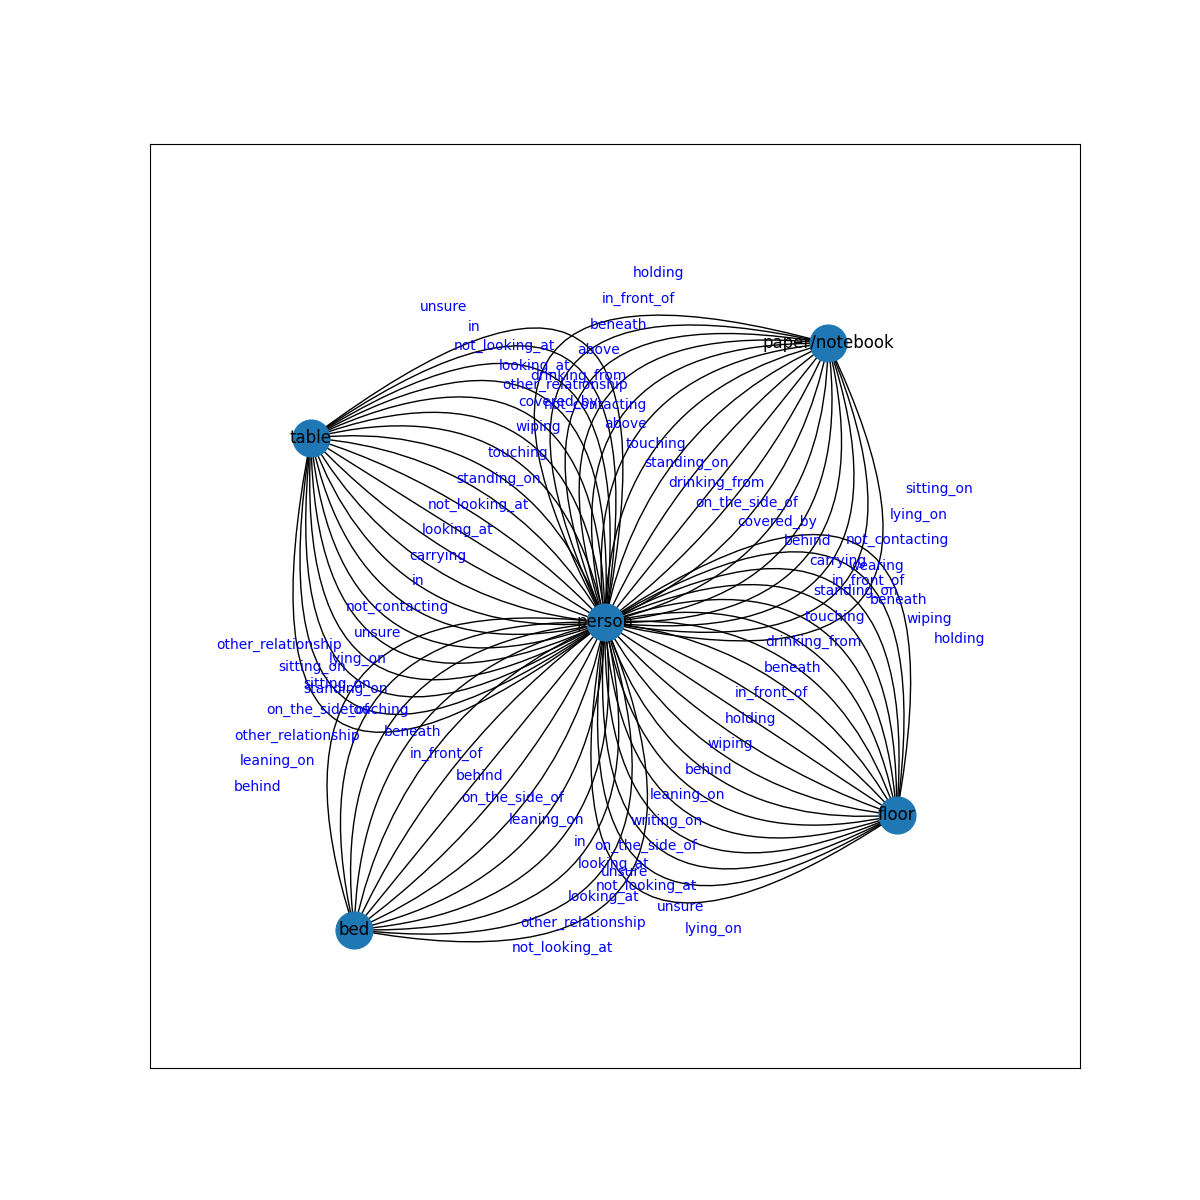 holding
in_front_of
unsure
beneath
in
paper/notebook
not_looking_at
above
looking_at
drinking_from
other_relationship
covered_by
not_contacting
above
wiping
table
touching
touching
standing_on
standing_on
drinking_from
sitting_on
not_looking_at
on_the_side_of
lying_on
covered_by
looking_at
behind
not_contacting
carrying
carrying
wearing
in
in_front_of
standing_on
beneath
not_contacting
touching
wiping
person
unsure
holding
drinking_from
other_relationship
lying_on
sitting_on
beneath
sitting_on
standing_on
in_front_of
on_the_side_of
touching
holding
beneath
other_relationship
wiping
in_front_of
leaning_on
behind
behind
behind
on_the_side_of
leaning_on
floor
leaning_on
writing_on
in
on_the_side_of
looking_at
unsure
not_looking_at
looking_at
unsure
other_relationship
bed
lying_on
not_looking_at